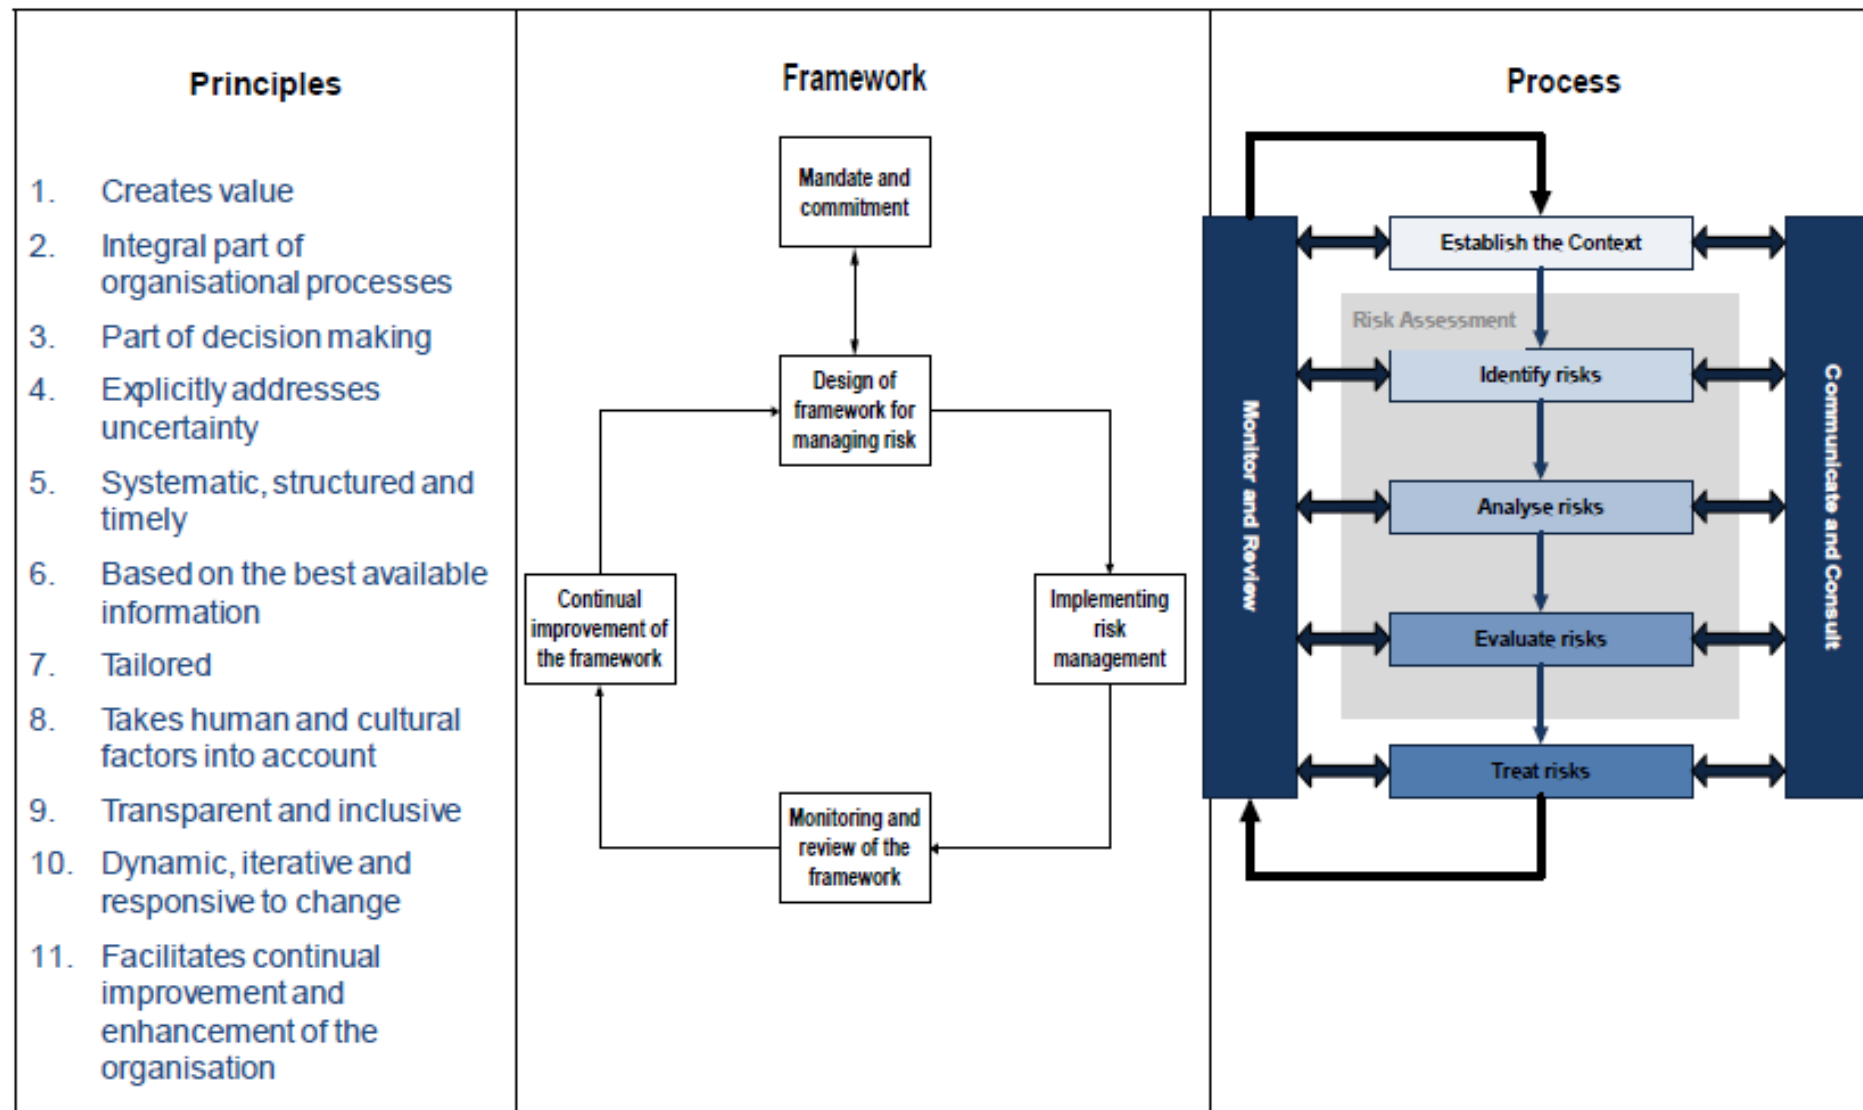 Principles
1. Creates value
2. Integral part of
organisational processes
3. Part of decision making
4. Explicitly addresses
uncertainty
5. Systematic, structured and
timely
6. Based on the best available
information
7. Tailored
8. Takes human and cultural
factors into account
9. Transparent and inclusive
10. Dynamic, iterative and
responsive to change
11. Facilitates continual
improvement and
enhancement of the
organisation
Framework
Mandate and
commitment
Design of
framework for
managing risk
Continual
improvement of
the framework
Implementing
risk
management
Monitoring and
review of the
framework
Process
Monitor and Review
Establish the Context
Risk Assessment
Identify risks
Analyse risks
Evaluate risks
Treat risks
Communicate and Consult